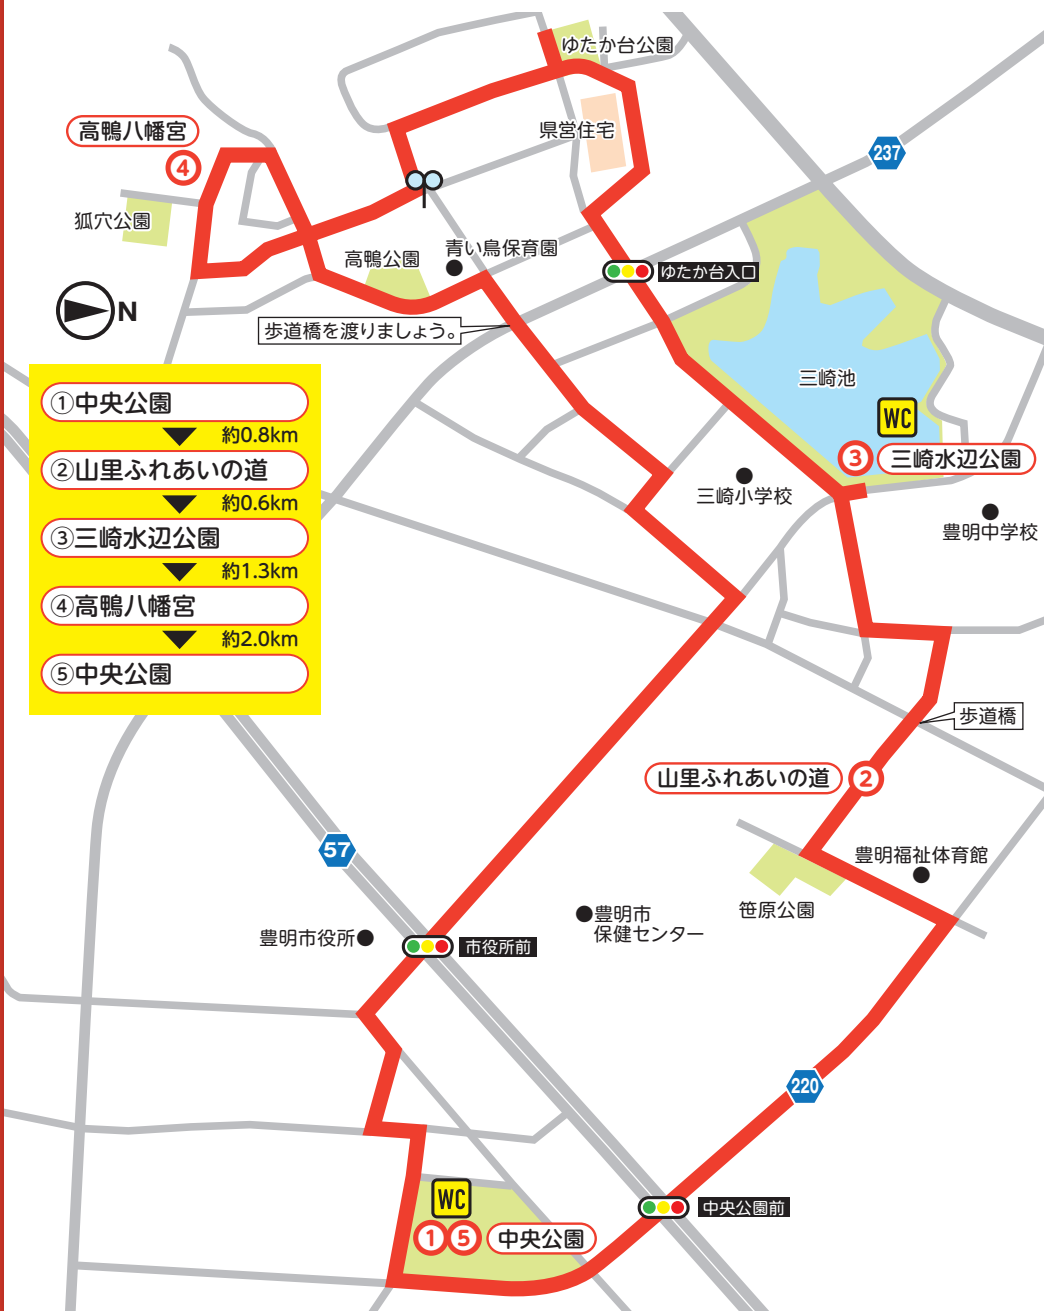 ゆたか台公園
高鴨八幡宮
④
県営住宅
237
狐穴公園
高鴨公園
青い鳥保育園
ゆたか台入口
N
歩道橋を渡りましょう。
三崎池
WC
③ 三崎水辺公園
三崎小学校
豊明中学校
①中央公園
約0.8km
②山里ふれあいの道
約0.6km
③三崎水辺公園
約1.3km
④高鴨八幡宮
約2.0km
⑤中央公園
歩道橋
山里ふれあいの道 ②
57
豊明福祉体育館
笹原公園
豊明市
保健センター
豊明市役所
市役所前
220
WC
中央公園前
① ⑤ 中央公園